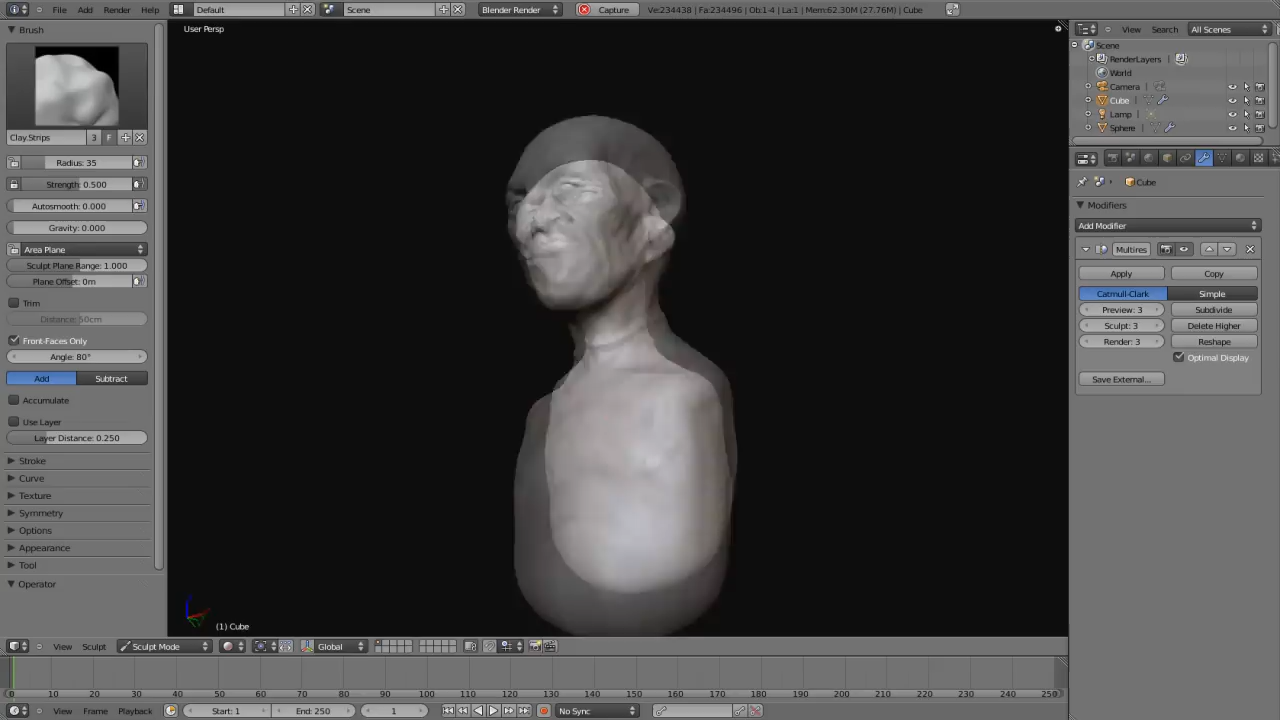 File Add Render Help Default Scene Blender Render Capture Ve:234438 | Fa:234496 | Ob:1-4 | La:1 | Mem:62.30M (27.76M) | Cube
Brush
User Persp
View Search All Scenes
Scene
RenderLayers
World
Camera
Cube
Lamp
Sphere
Clay.Strips 3 F
Radius: 35
Strength: 0.500
Autosmooth: 0.000
Gravity: 0.000
Area Plane
Sculpt Plane Range: 1.000
Plane Offset: 0m
Trim
Distance: 50cm
Front-Faces Only
Angle: 80°
Add Subtract
Accumulate
Use Layer
Layer Distance: 0.250
Stroke
Curve
Texture
Symmetry
Options
Appearance
Tool
Operator
Cube
Modifiers
Add Modifier
Multires
Apply Copy
Catmull-Clark Simple
Preview: 3 Subdivide
Sculpt: 3 Delete Higher
Render: 3 Reshape
Optimal Display
Save External...
(1) Cube
View Sculpt Sculpt Mode Global
0 10 20 30 40 50 60 70 80 90 100 110 120 130 140 150 160 170 180 190 200 210 220 230 240 250
View Frame Playback Start: 1 End: 250 1 No Sync